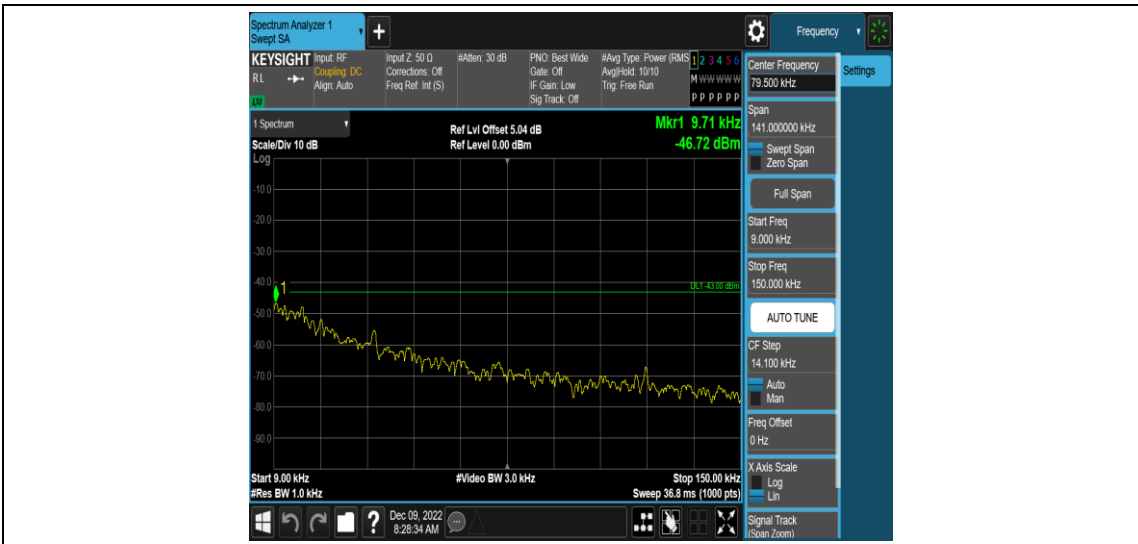 Spectrum Analyzer 1
Swept SA
+
Frequency
KEYSIGHT
RL
LXI
Input: RF
Coupling: DC
Align: Auto
Input Z: 50 Ω
Corrections: Off
Freq Ref: Int (S)
#Atten: 30 dB
PNO: Best Wide
Gate: Off
IF Gain: Low
Sig Track: Off
#Avg Type: Power (RMS
Avg|Hold: 10/10
Trig: Free Run
1 2 3 4 5 6
M W W W W W
P P P P P P
1 Spectrum
Scale/Div 10 dB
Ref Lvl Offset 5.04 dB
Ref Level 0.00 dBm
Mkr1 9.71 kHz
-46.72 dBm
Log
-10.0
-20.0
-30.0
-40.0
-50.0
-60.0
-70.0
-80.0
-90.0
1
DL1 -43.00 dBm
Start 9.00 kHz
#Res BW 1.0 kHz
#Video BW 3.0 kHz
Stop 150.00 kHz
Sweep 36.8 ms (1000 pts)
?
Dec 09, 2022
8:28:34 AM
Center Frequency
79.500 kHz
Settings
Span
141.000000 kHz
Swept Span
Zero Span
Full Span
Start Freq
9.000 kHz
Stop Freq
150.000 kHz
AUTO TUNE
CF Step
14.100 kHz
Auto
Man
Freq Offset
0 Hz
X Axis Scale
Log
Lin
Signal Track
(Span Zoom)